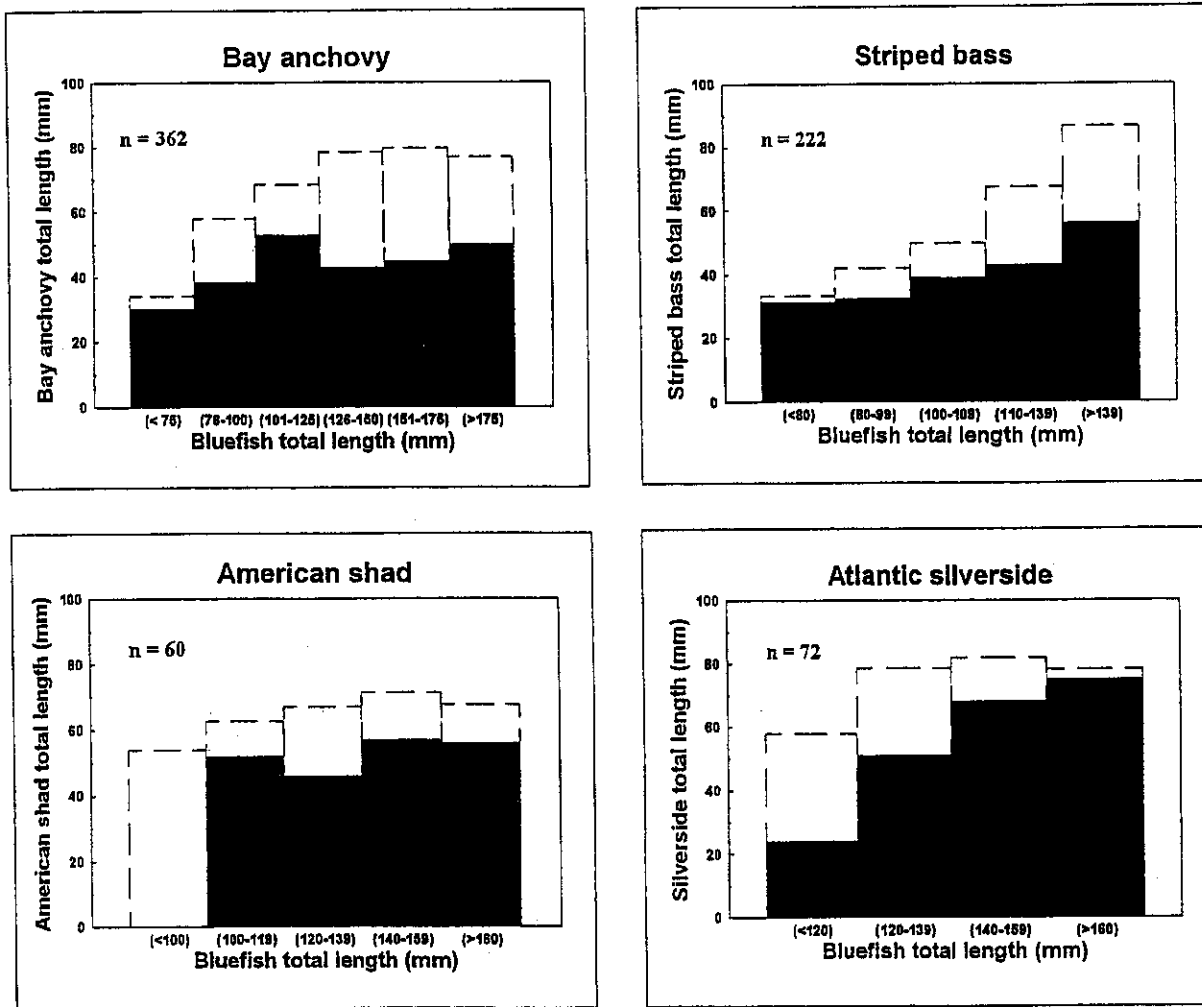 Bay anchovy
Bay anchovy total length (mm)
100
80
60
40
20
0
n = 362
(< 76) (76-100) (101-125) (126-150) (151-175) (>175)
Bluefish total length (mm)
Striped bass
Striped bass total length (mm)
100
80
60
40
20
0
n = 222
(<80) (80-99) (100-109) (110-139) (>139)
Bluefish total length (mm)
American shad
American shad total length (mm)
100
80
60
40
20
0
n = 60
(<100) (100-119) (120-139) (140-159) (>160)
Bluefish total length (mm)
Atlantic silverside
Silverside total length (mm)
100
80
60
40
20
0
n = 72
(<120) (120-139) (140-159) (>160)
Bluefish total length (mm)